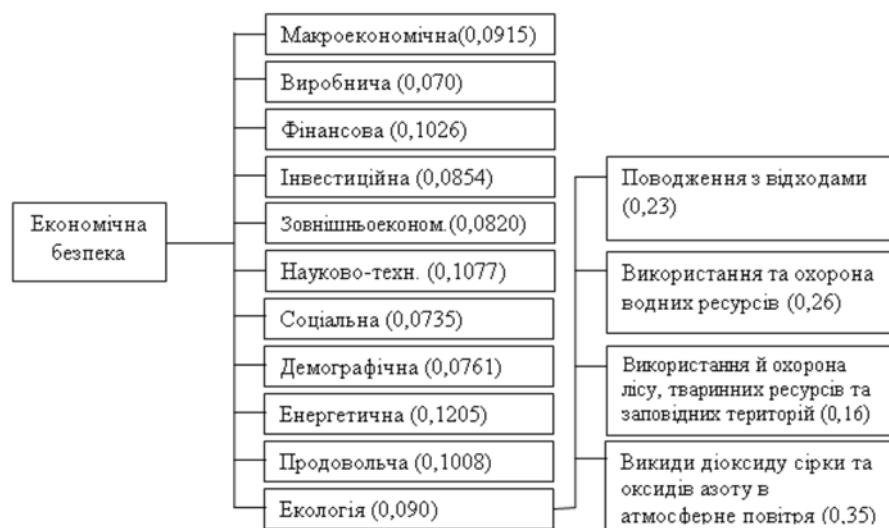 Економічна
безпека
Макроекономічна(0,0915)
Виробнича (0,070)
Фінансова (0,1026)
Інвестиційна (0,0854)
Зовнішньоеконом.(0,0820)
Науково-техн. (0,1077)
Соціальна (0,0735)
Демографічна (0,0761)
Енергетична (0,1205)
Продовольча (0,1008)
Екологія (0,090)
Поводження з відходами
(0,23)
Використання та охорона
водних ресурсів (0,26)
Використання й охорона
лісу, тваринних ресурсів та
заповідних територій (0,16)
Викиди діоксиду сірки та
оксидів азоту в
атмосферне повітря (0,35)